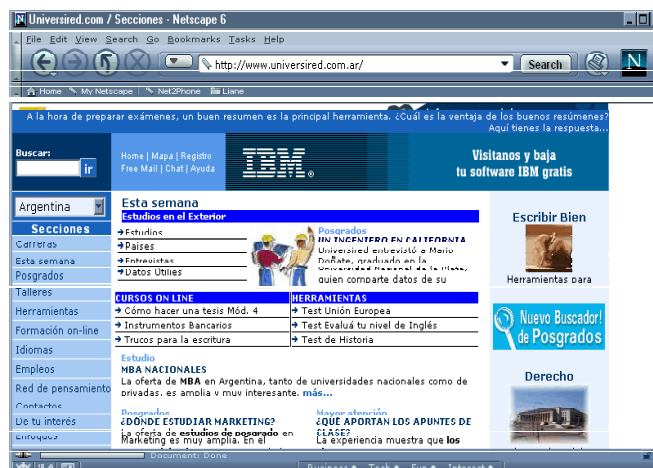 Universired.com / Secciones - Netscape 6
File Edit View Search Go Bookmarks Tasks Help
http://www.universired.com.ar/
Search
N
Home My Netscape Net2Phone Liane
A la hora de preparar exámenes, un buen resumen es la principal herramienta. ¿Cuál es la ventaja de los buenos resúmenes?
Aquí tienes la respuesta...
Buscar:
ir
Home | Mapa | Registro
Free Mail | Chat | Ayuda
IBM
Visitanos y baja
tu software IBM gratis
Argentina
Secciones
Carreras
Esta semana
Posgrados
Talleres
Herramientas
Formación on-line
Idiomas
Empleos
Red de pensamiento
Contactos
De tu interés
Enfoques
Esta semana
Estudios en el Exterior
Estudios
Paises
Entrevistas
Datos Útiles
Posgrados
UN INGENIERO EN CALIFORNIA
Universired entrevistó a Mario
Doñate, graduado en la
Universidad Nacional de la Plata,
quien comparte datos de su
CURSOS ON LINE
Cómo hacer una tesis Mód. 4
Instrumentos Bancarios
Trucos para la escritura
HERRAMIENTAS
Test Unión Europea
Test Evaluá tu nivel de Inglés
Test de Historia
Estudio
MBA NACIONALES
La oferta de MBA en Argentina, tanto de universidades nacionales como de
privadas, es amplia y muy interesante. más...
Posgrados
¿DÓNDE ESTUDIAR MARKETING?
La oferta de estudios de posgrado en
Marketing es muy amplia. En el
Mayor atención
¿QUÉ APORTAN LOS APUNTES DE
CLASE?
La experiencia muestra que los
Escribir Bien
Herramientas para
Nuevo Buscador!
de Posgrados
Derecho
Document: Done
Business Tech Fun Interact